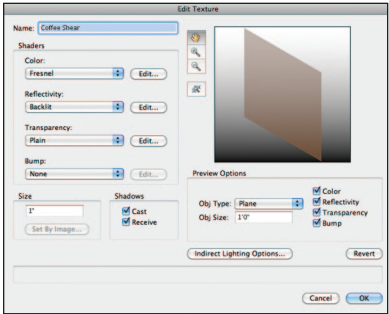 Edit Texture
Name: Coffee Shear
Shaders
Color:
Fresnel Edit...
Reflectivity:
Backlit Edit...
Transparency:
Plain Edit...
Bump:
None Edit...
Size
1"
Set By Image...
Shadows
Cast
Receive
Preview Options
Obj Type: Plane
Obj Size: 1'0"
Color
Reflectivity
Transparency
Bump
Indirect Lighting Options... Revert
Cancel OK